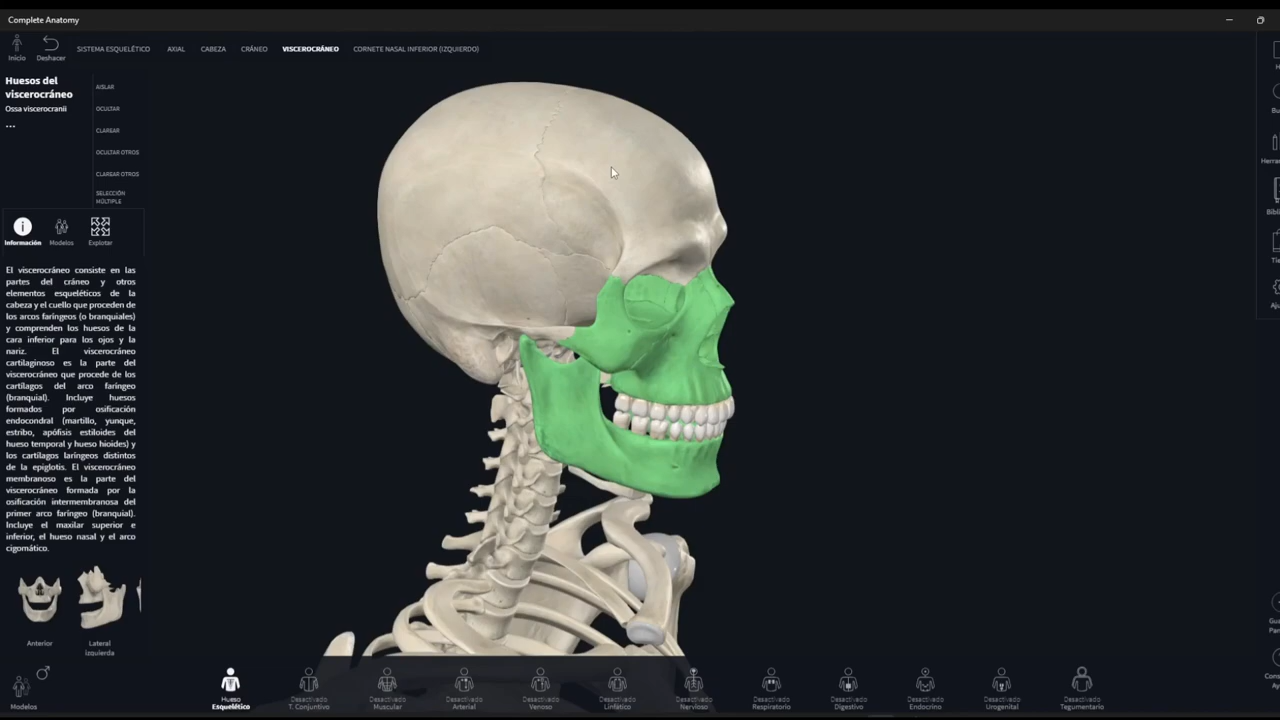 Complete Anatomy
Inicio
Deshacer
SISTEMA ESQUELÉTICO
AXIAL
CABEZA
CRÁNEO
VISCEROCRÁNEO
CORNETE NASAL INFERIOR (IZQUIERDO)
Huesos del
viscerocráneo
Ossa viscerocranii
...
AISLAR
OCULTAR
CLAREAR
OCULTAR OTROS
CLAREAR OTROS
SELECCIÓN
MÚLTIPLE
Información
Modelos
Explotar
El viscerocráneo consiste en las
partes del cráneo y otros
elementos esqueléticos de la
cabeza y el cuello que proceden de
los arcos faríngeos (o branquiales)
y comprenden los huesos de la
cara inferior para los ojos y la
nariz. El viscerocráneo
cartilaginoso es la parte del
viscerocráneo que procede de los
cartílagos del arco faríngeo
(branquial). Incluye huesos
formados por osificación
endocondral (martillo, yunque,
estribo, apófisis estiloides del
hueso temporal y hueso hioides) y
los cartílagos laríngeos distintos
de la epiglotis. El viscerocráneo
membranoso es la parte del
viscerocráneo formada por la
osificación intermembranosa del
primer arco faríngeo (branquial).
Incluye el maxilar superior e
inferior, el hueso nasal y el arco
cigomático.
Anterior
Lateral
izquierda
Modelos
Hueso
Esquelético
Desactivado
T. Conjuntivo
Desactivado
Muscular
Desactivado
Arterial
Desactivado
Venoso
Desactivado
Linfático
Desactivado
Nervioso
Desactivado
Respiratorio
Desactivado
Digestivo
Desactivado
Endocrino
Desactivado
Urogenital
Desactivado
Tegumentario